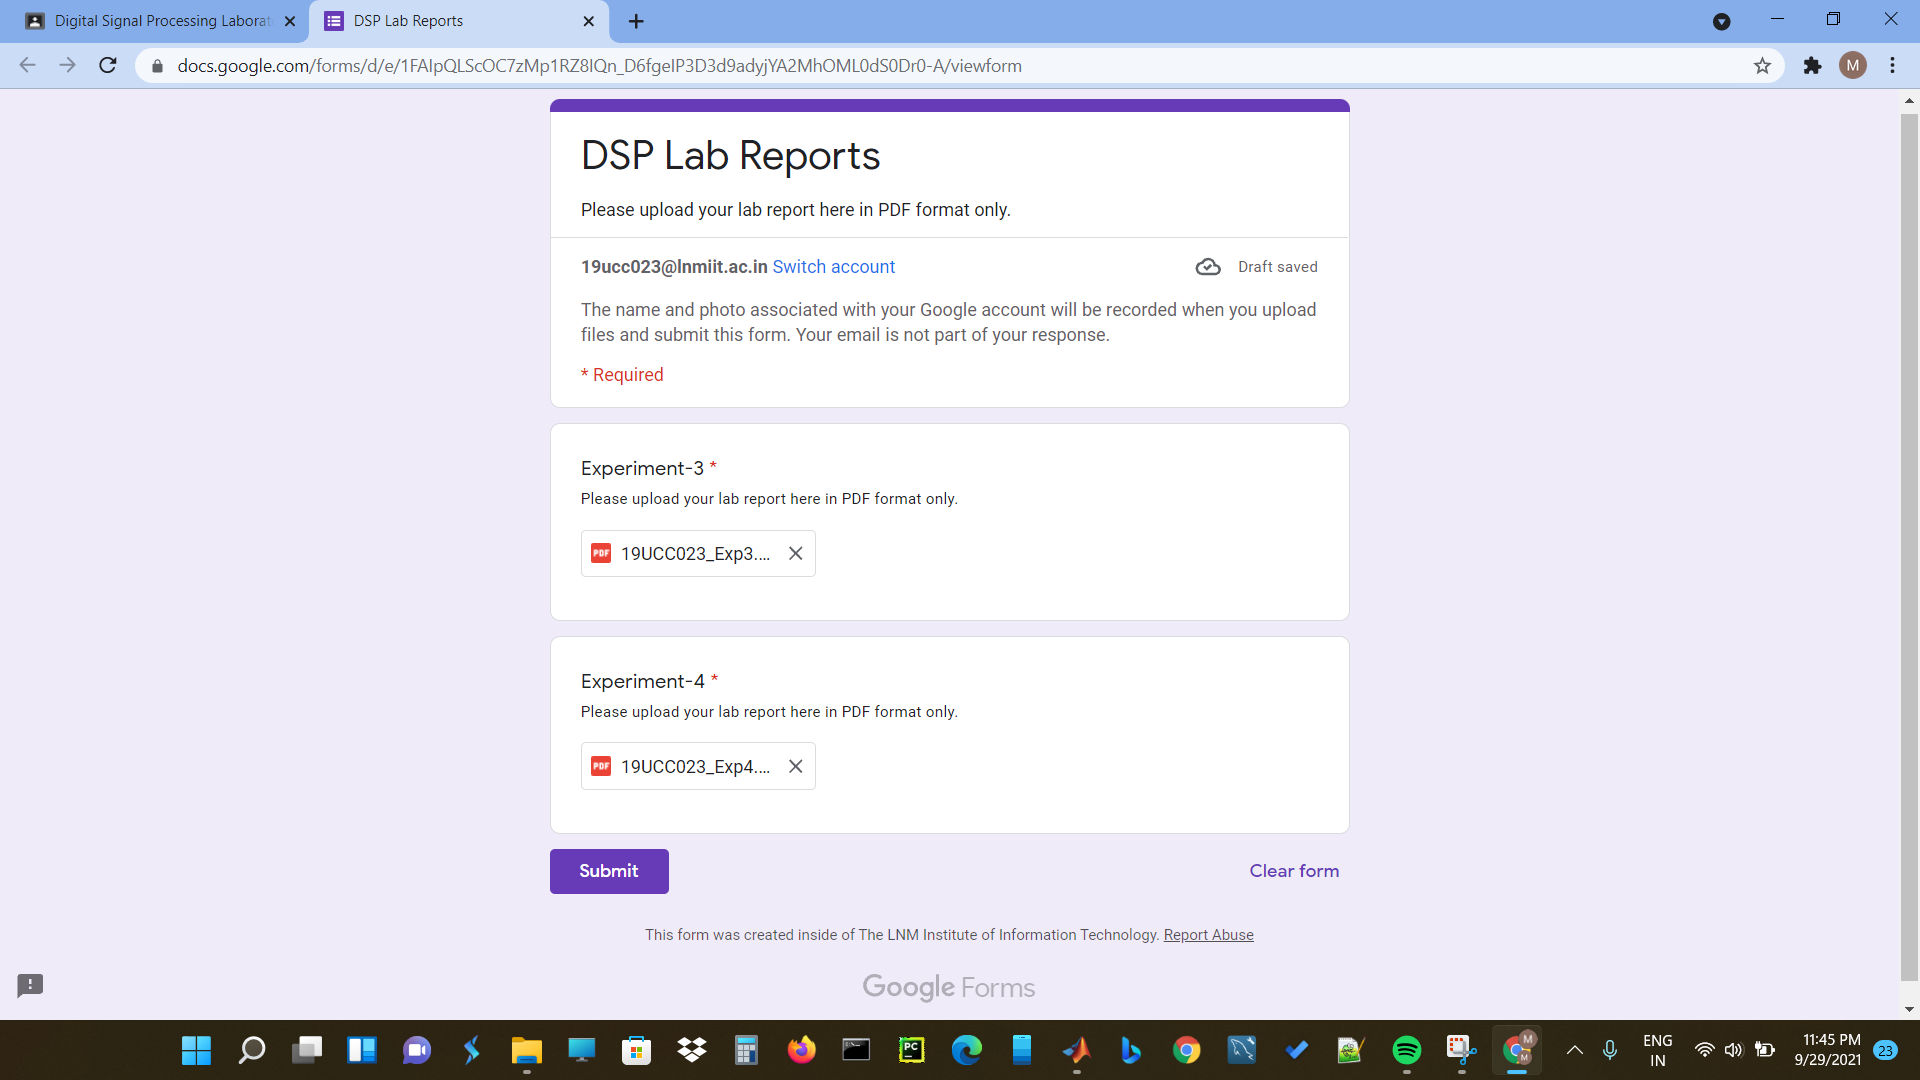 Digital Signal Processing Laborat
DSP Lab Reports
docs.google.com/forms/d/e/1FAIpQLScOC7zMp1RZ8IQn_D6fgeIP3D3d9adyjYA2MhOML0dS0Dr0-A/viewform
M
DSP Lab Reports
Please upload your lab report here in PDF format only.
19ucc023@lnmiit.ac.in Switch account
Draft saved
The name and photo associated with your Google account will be recorded when you upload
files and submit this form. Your email is not part of your response.
* Required
Experiment-3 *
Please upload your lab report here in PDF format only.
PDF 19UCC023_Exp3....
Experiment-4 *
Please upload your lab report here in PDF format only.
PDF 19UCC023_Exp4....
Submit
Clear form
This form was created inside of The LNM Institute of Information Technology. Report Abuse
Google Forms
PC
M
M
ENG
IN
11:45 PM
9/29/2021
23